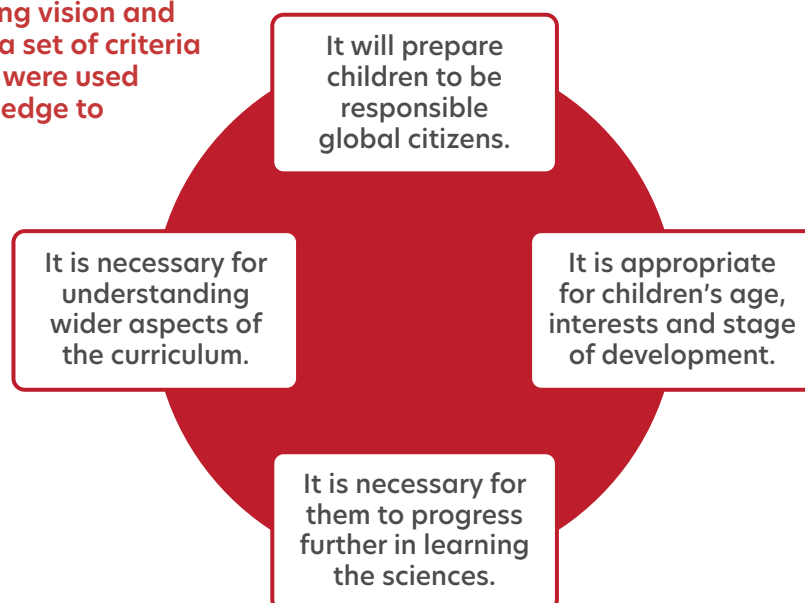 ng vision and
a set of criteria
were used
edge to
It will prepare
children to be
responsible
global citizens.
It is necessary for
understanding
wider aspects of
the curriculum.
It is appropriate
for children's age,
interests and stage
of development.
It is necessary for
them to progress
further in learning
the sciences.